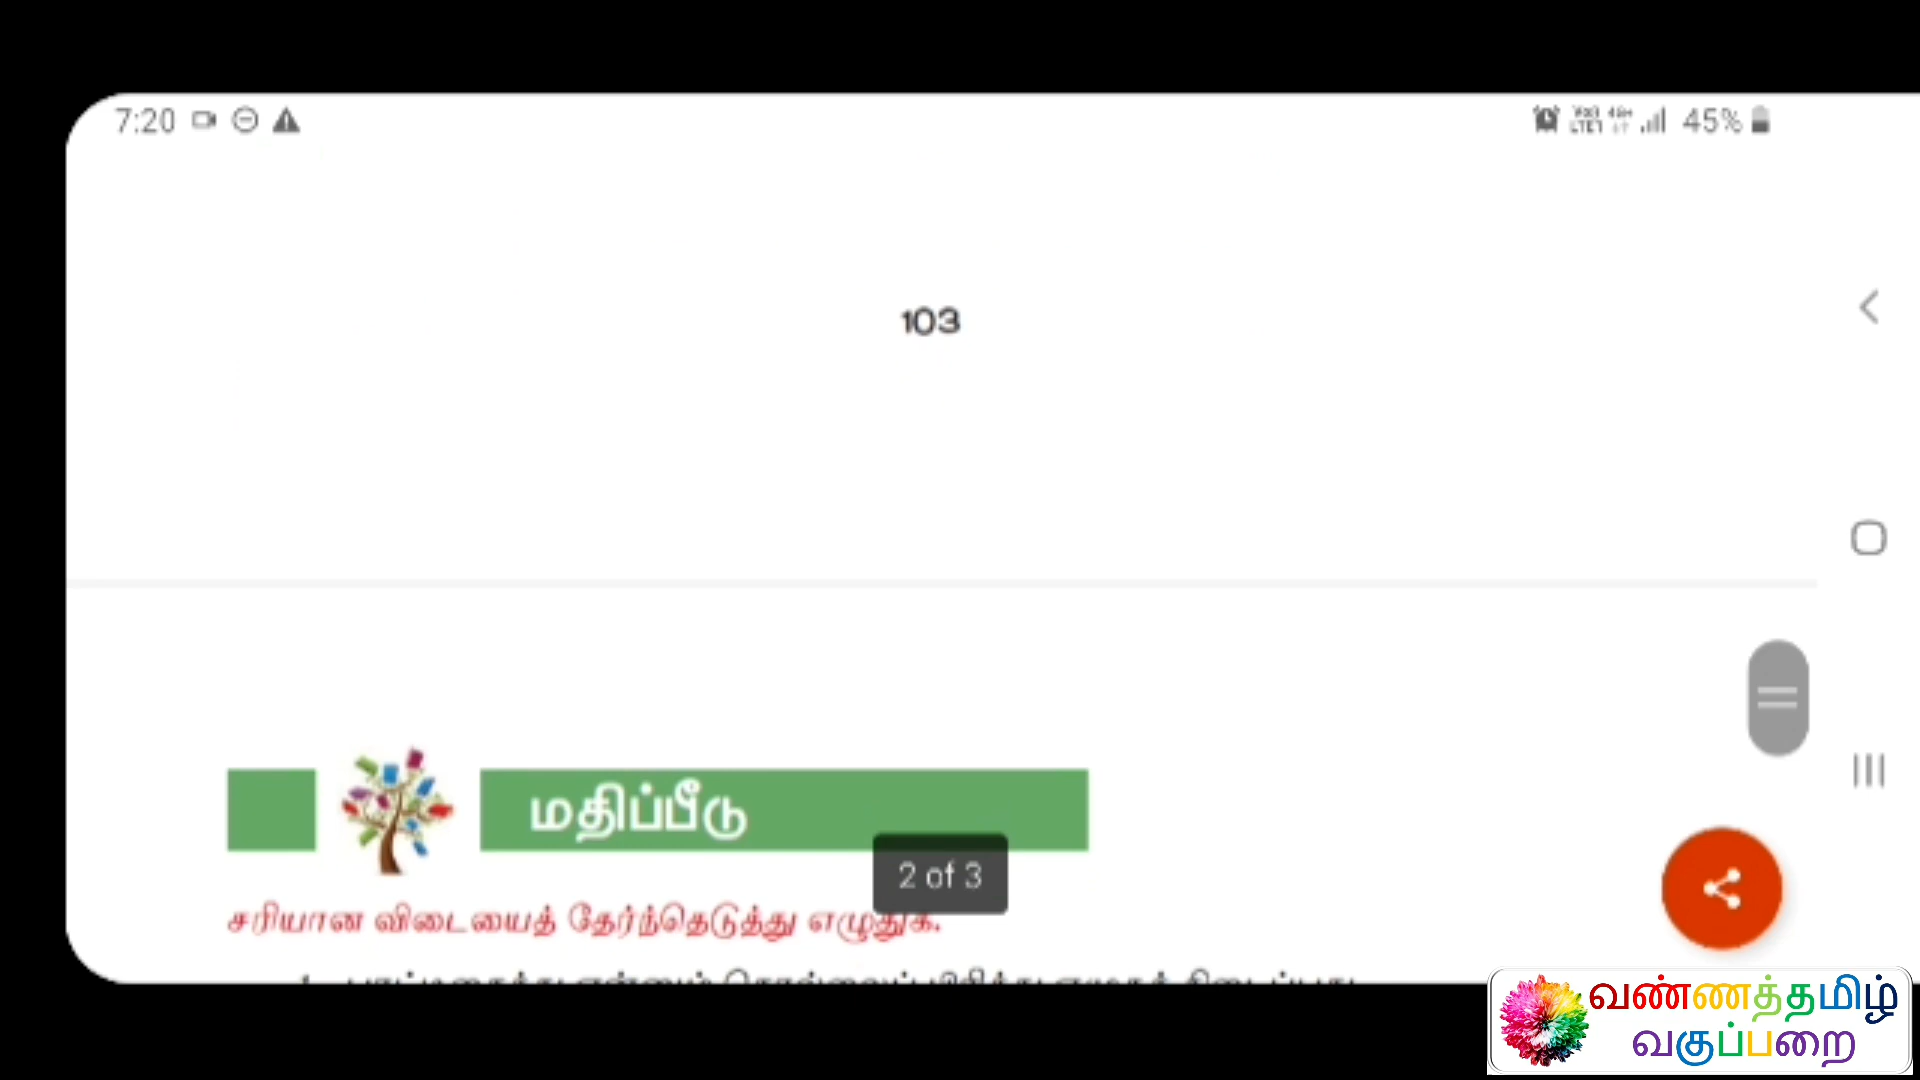 7:20
45%
103
மதிப்பீடு
2 of 3
சரியான விடையைத் தேர்ந்தெடுத்து எழுதுக.
வண்ணத்தமிழ்
வகுப்பறை